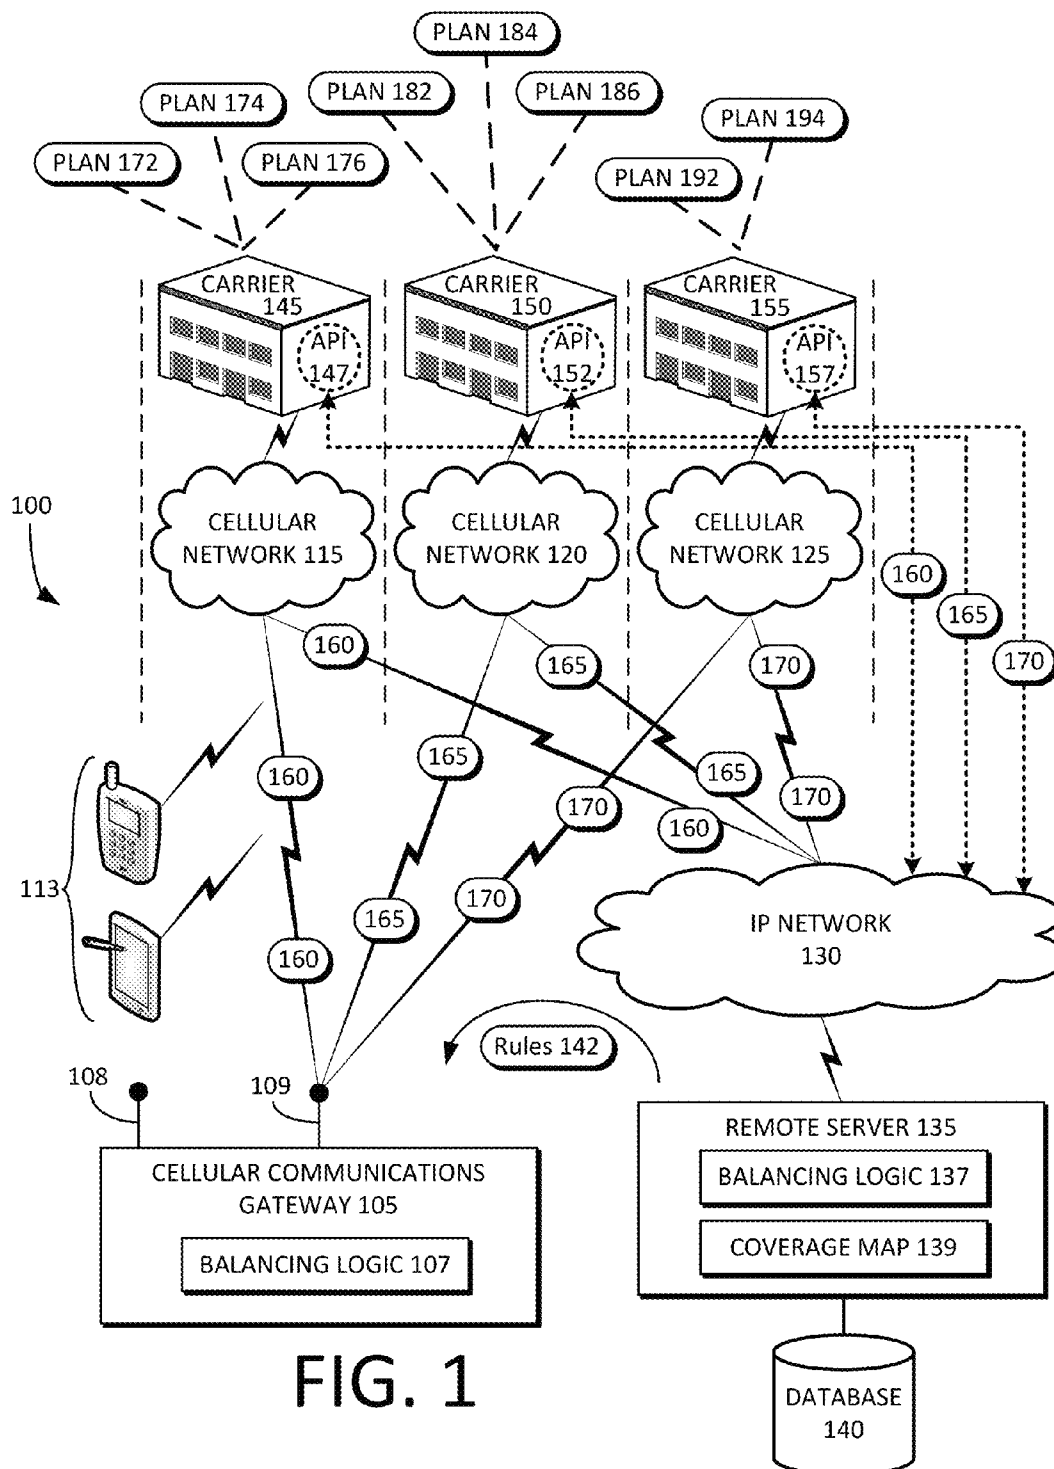 PLAN 184
PLAN 174
PLAN 182
PLAN 186
PLAN 194
PLAN 172
PLAN 176
PLAN 192
CARRIER
145
API
147
CARRIER
150
API
152
CARRIER
155
API
157
100
CELLULAR
NETWORK 115
CELLULAR
NETWORK 120
CELLULAR
NETWORK 125
160
165
170
160
165
170
160
165
165
170
170
160
113
165
170
160
IP NETWORK
130
Rules 142
108
109
CELLULAR COMMUNICATIONS
GATEWAY 105
BALANCING LOGIC 107
REMOTE SERVER 135
BALANCING LOGIC 137
COVERAGE MAP 139
DATABASE
140
FIG. 1